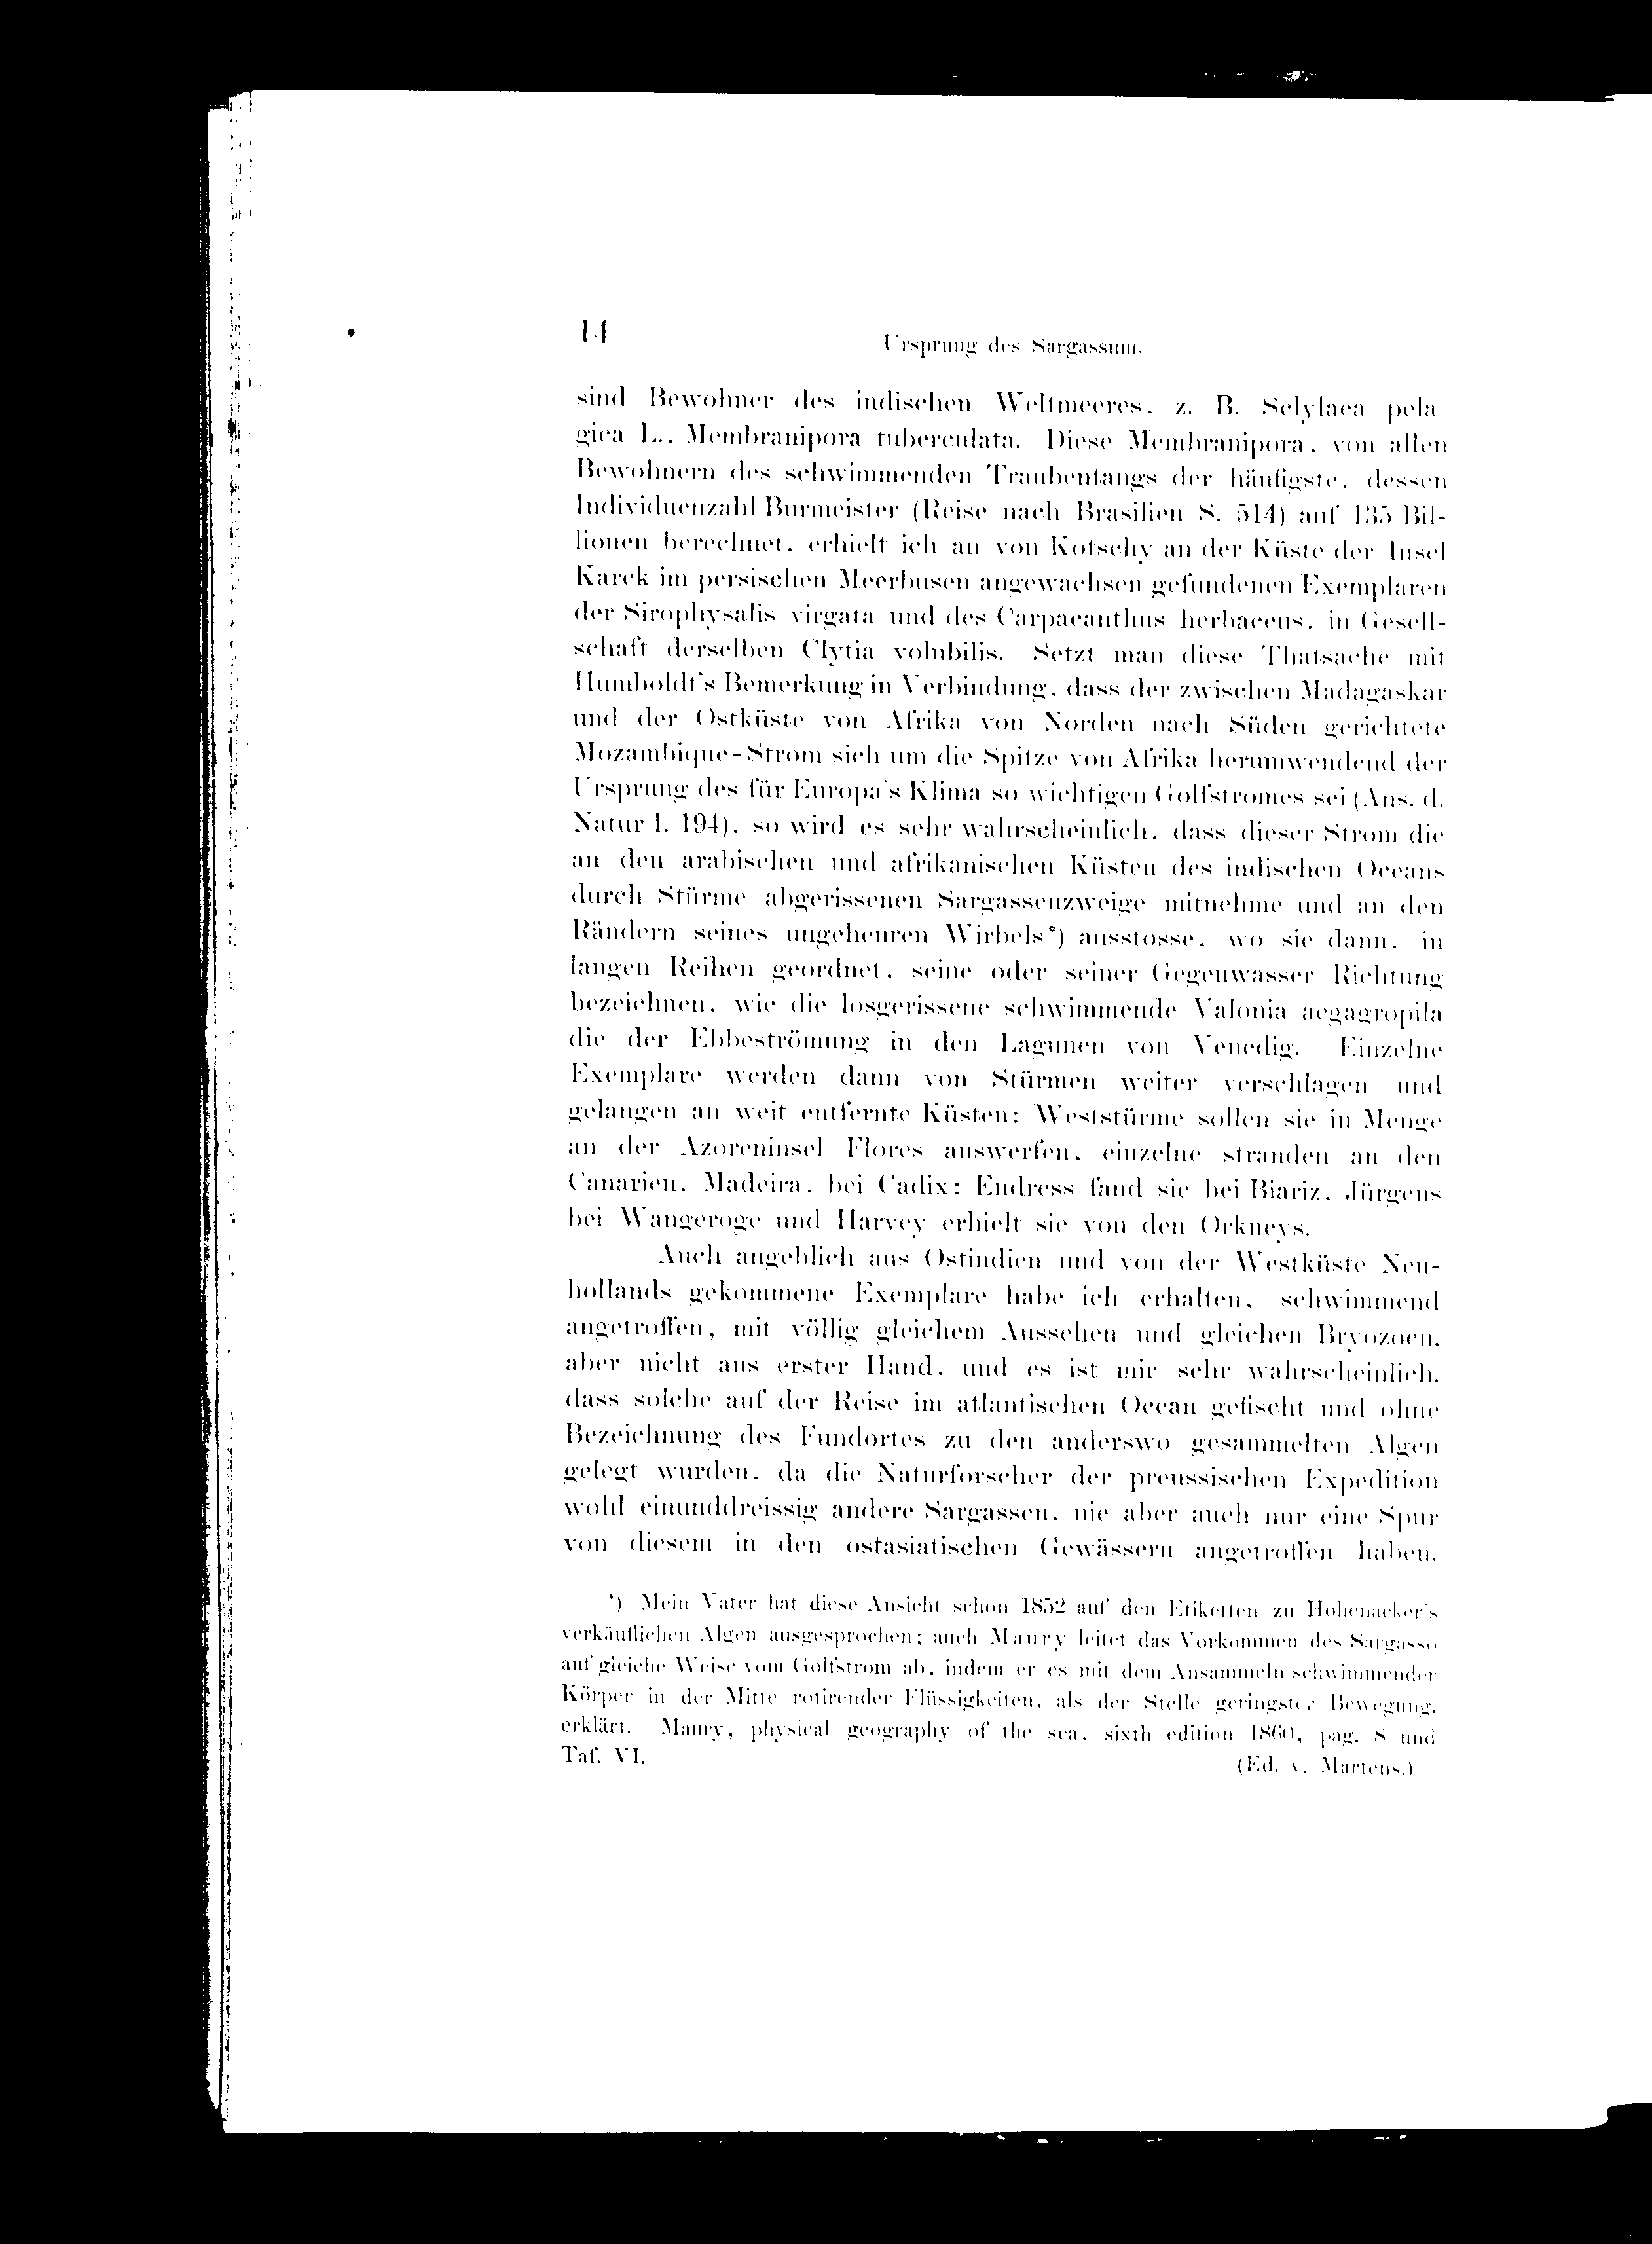 14
Ursprung des Sargassum.
sind Bewohner des indischen Weltmeeres, z. B. Selylaea pela-
gica L., Membranipora tuberculata. Diese Membranipora, von allen
Bewohnern des schwimmenden Traubentangs der häufigste, dessen
Individuenzahl Burmeister (Reise nach Brasilien S. 514) auf 135 Bil-
lionen berechnet, erhielt ich an von Kotschy an der Küste der Insel
Karek im persischen Meerbusen angewachsen gefundenen Exemplaren
der Sirophysalis virgata und des Carpacanthus herbaceus, in Gesell-
schaft derselben Clytia volubilis. Setzt man diese Thatsache mit
Humboldt's Bemerkung in Verbindung, dass der zwischen Madagaskar
und der Ostküste von Afrika von Norden nach Süden gerichtete
Mozambique-Strom sich um die Spitze von Afrika herumwendend der
Ursprung des für Europa's Klima so wichtigen Golfstromes sei (Ans. d.
Natur I. 194), so wird es sehr wahrscheinlich, dass dieser Strom die
an den arabischen und afrikanischen Küsten des indischen Oceans
durch Stürme abgerissenen Sargassenzweige mitnehme und an den
Rändern seines ungeheuren Wirbels*) ausstosse, wo sie dann, in
langen Reihen geordnet, seine oder seiner Gegenwasser Richtung
bezeichnen, wie die losgerissene schwimmende Valonia aegagropila
die der Ebbeströmung in den Lagunen von Venedig. Einzelne
Exemplare werden dann von Stürmen weiter verschlagen und
gelangen an weit entfernte Küsten: Weststürme sollen sie in Menge
an der Azoreninsel Flores auswerfen, einzelne stranden an den
Canarien, Madeira, bei Cadix: Endress fand sie bei Biariz, Jürgens
bei Wangeroge und Harvey erhielt sie von den Orkneys.
Auch angeblich aus Ostindien und von der Westküste Neu-
hollands gekommene Exemplare habe ich erhalten, schwimmend
angetroffen, mit völlig gleichem Aussehen und gleichen Bryozoen,
aber nicht aus erster Hand, und es ist mir sehr wahrscheinlich,
dass solche auf der Reise im atlantischen Ocean gefischt und ohne
Bezeichnung des Fundortes zu den anderswo gesammelten Algen
gelegt wurden, da die Naturforscher der preussischen Expedition
wohl einunddreissig andere Sargassen, nie aber auch nur eine Spur
von diesem in den ostasiatischen Gewässern angetroffen haben.
*) Mein Vater hat diese Ansicht schon 1852 auf den Etiketten zu Hohenacker's
verkäuflichen Algen ausgesprochen; auch Maury leitet das Vorkommen des Sargasso
auf gleiche Weise vom Golfstrom ab, indem er es mit dem Ansammeln schwimmender
Körper in der Mitte rotirender Flüssigkeiten, als der Stelle geringster Bewegung,
erklärt. Maury, physical geography of the sea, sixth edition 1860, pag. 8 und
Taf. VI. (Ed. v. Martens.)